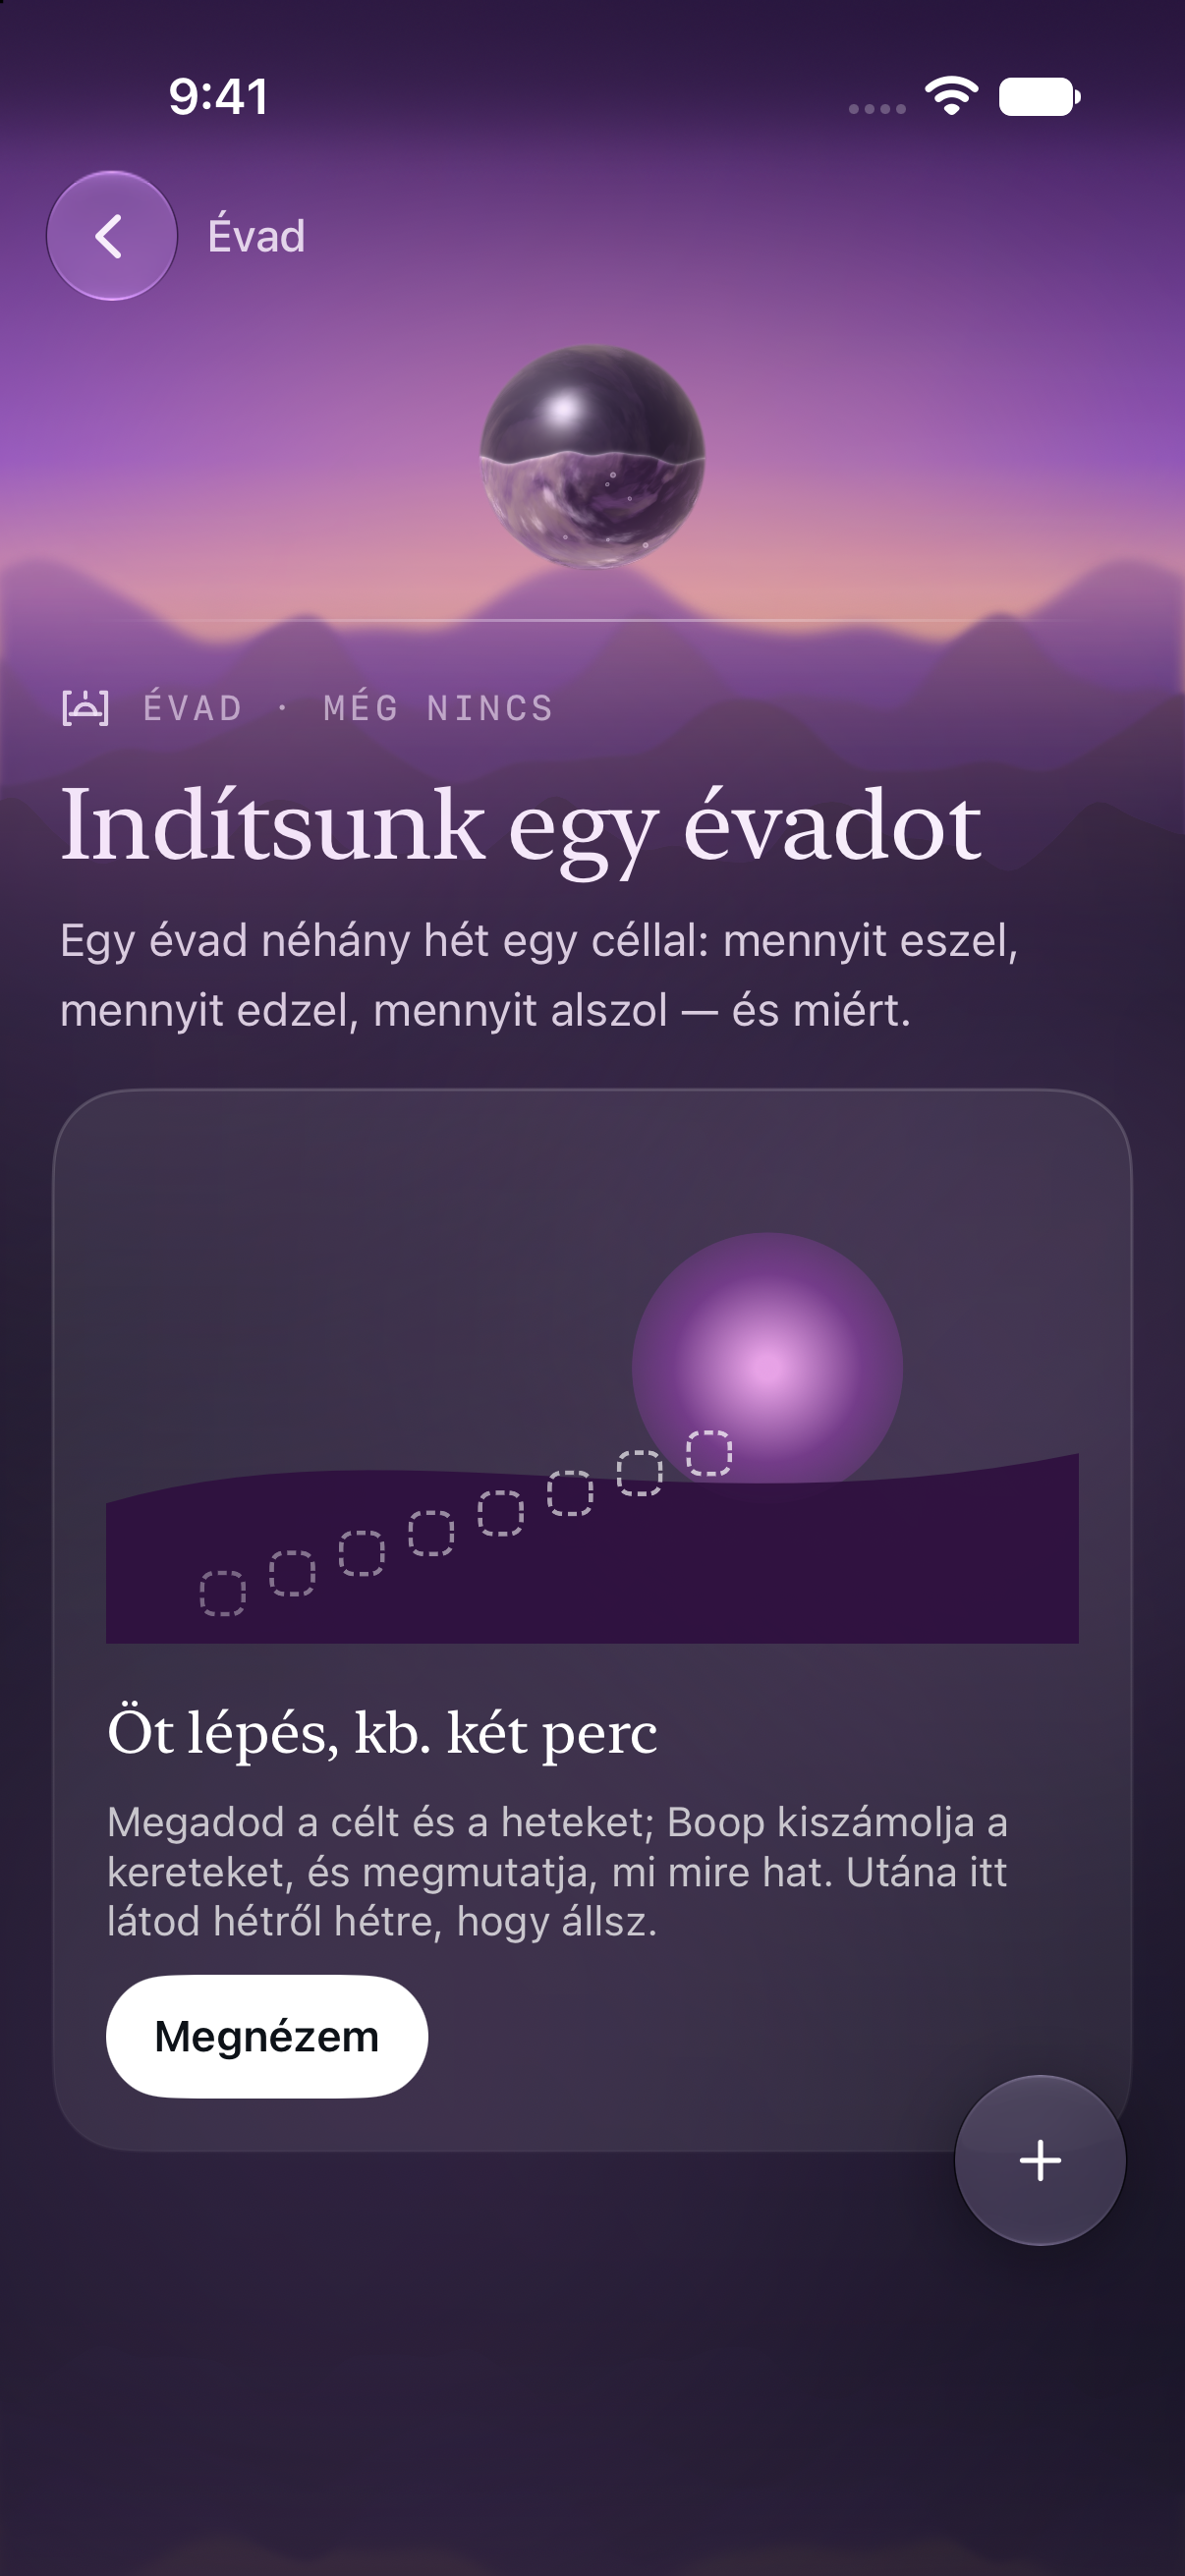 9:41
Évad
ÉVAD · MÉG NINCS
Indítsunk egy évadot
Egy évad néhány hét egy céllal: mennyit eszel,
mennyit edzel, mennyit alszol — és miért.
Öt lépés, kb. két perc
Megadod a célt és a heteket; Boop kiszámolja a
kereteket, és megmutatja, mi mire hat. Utána itt
látod hétről hétre, hogy állsz.
Megnézem